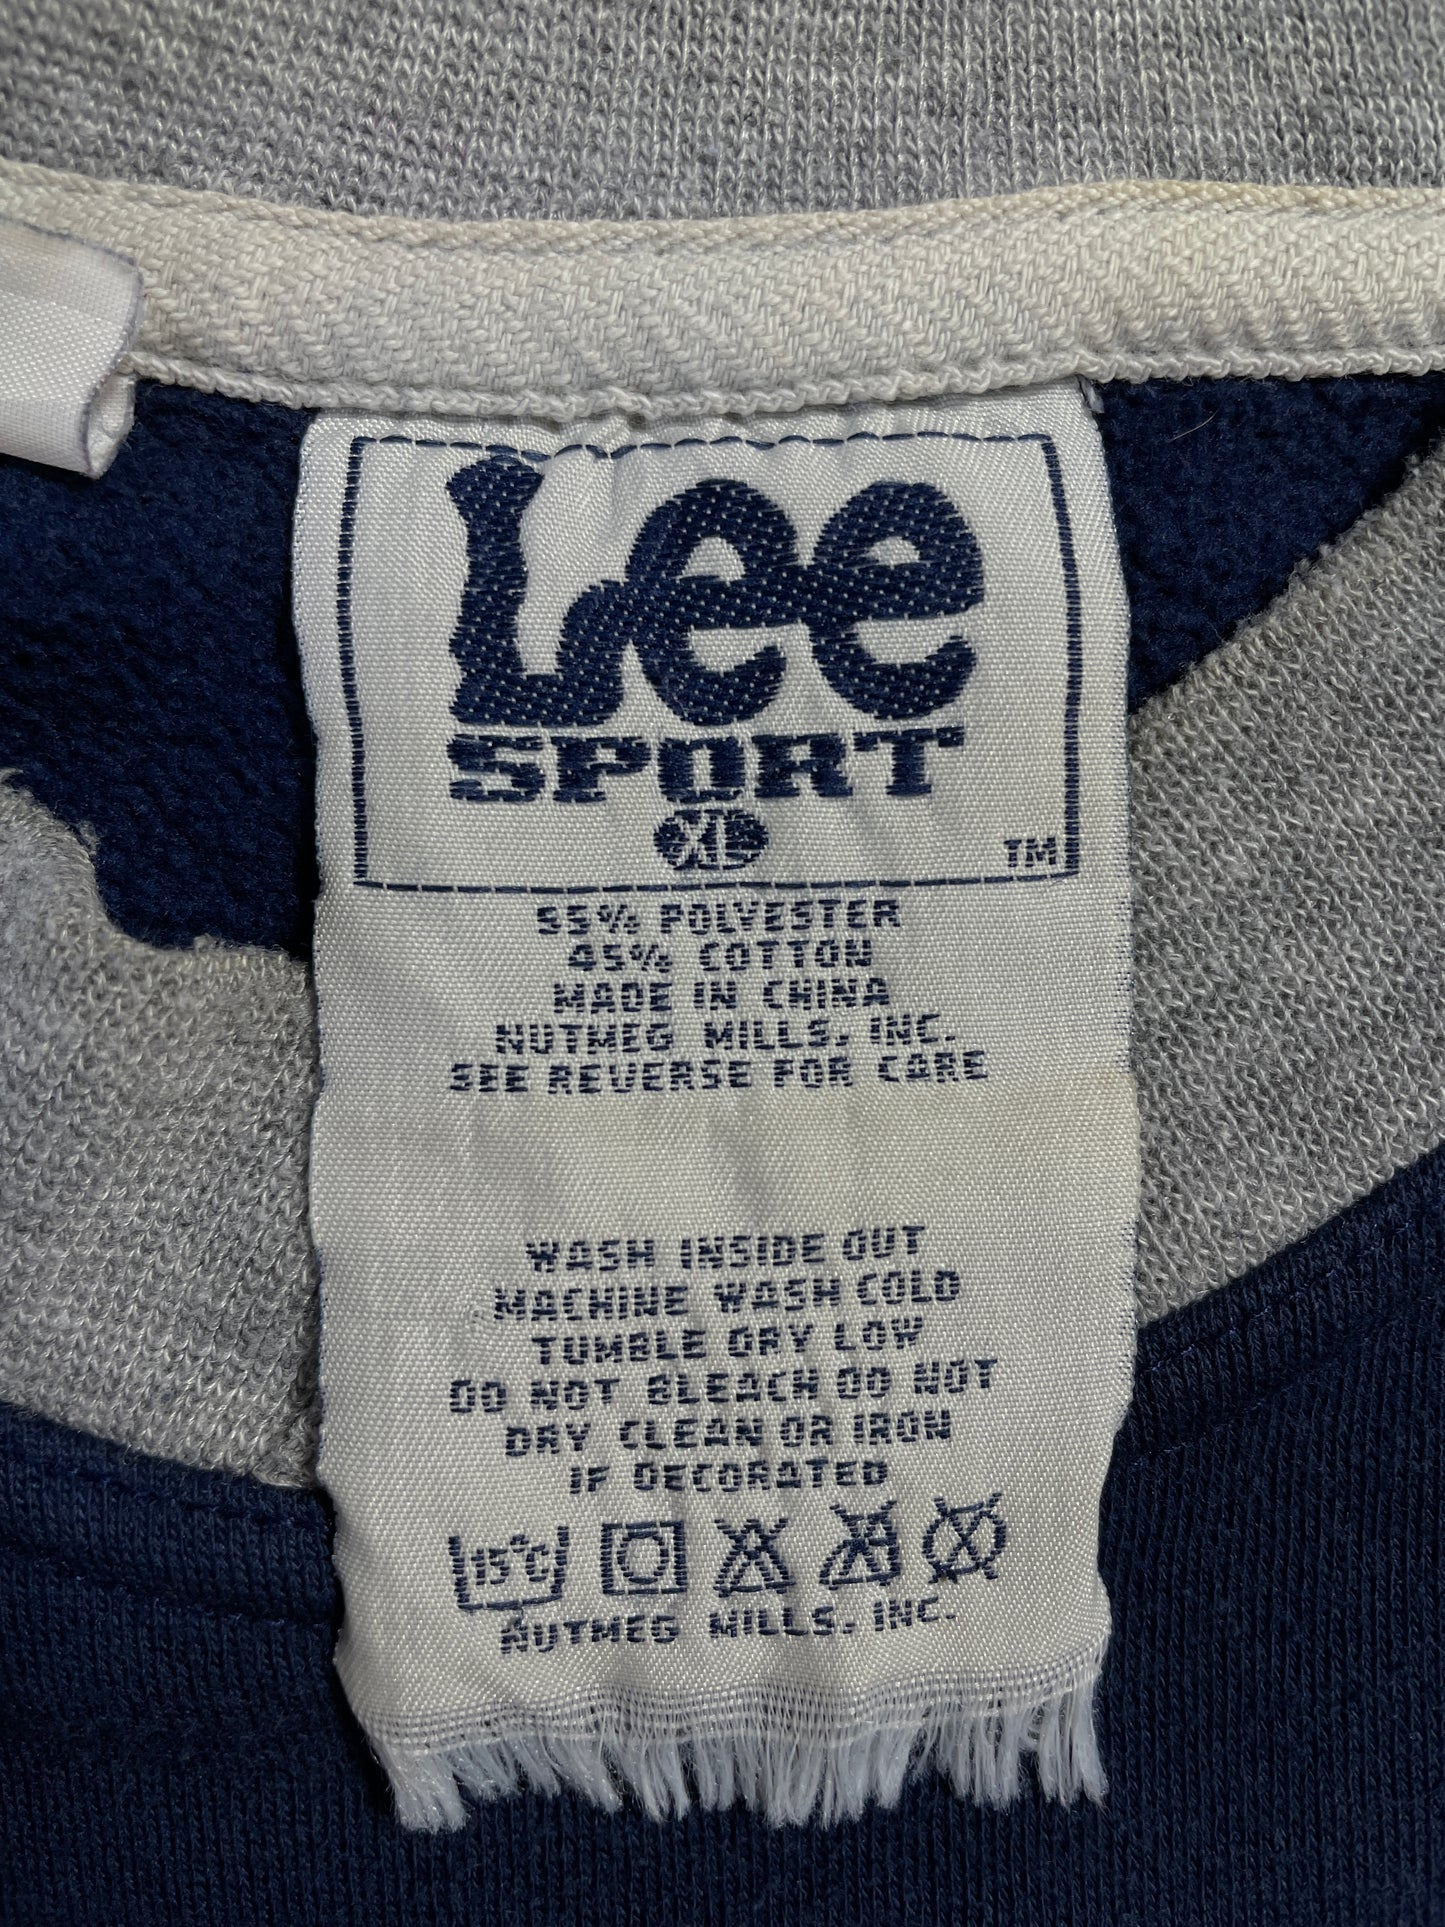 Lee
SPORT
XL
TM
55% POLYESTER
45% COTTON
MADE IN CHINA
NUTMEG MILLS, INC.
SEE REVERSE FOR CARE
WASH INSIDE OUT
MACHINE WASH COLD
TUMBLE DRY LOW
DO NOT BLEACH DO NOT
DRY CLEAN OR IRON
IF DECORATED
15°C
NUTMEG MILLS, INC.